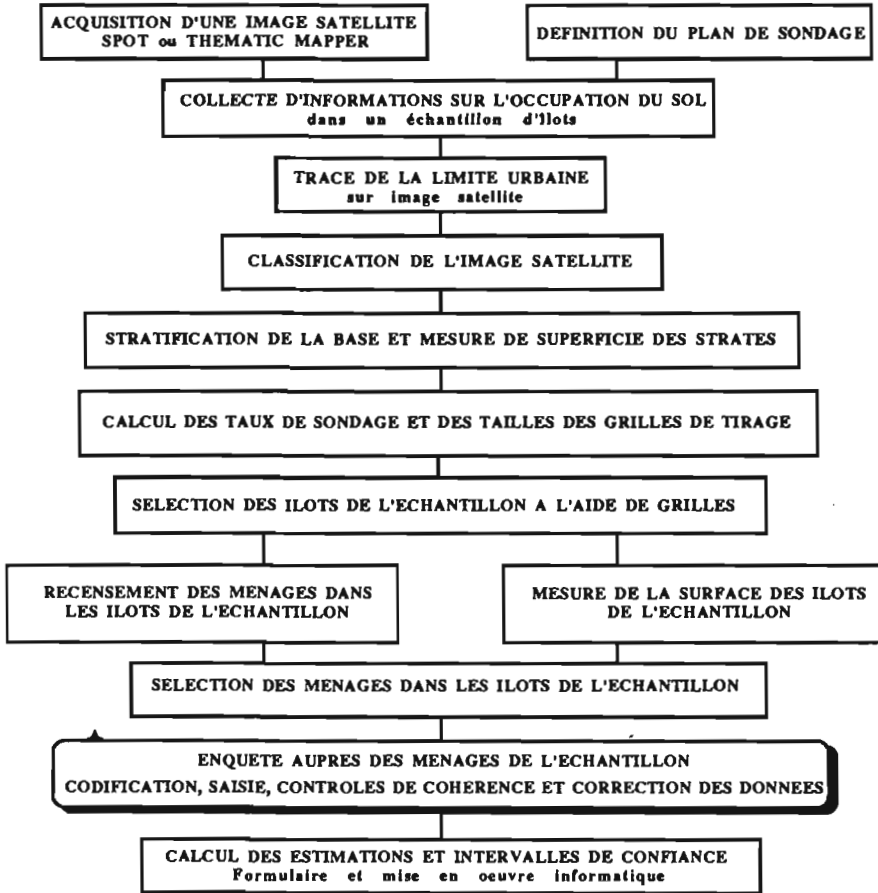 ACQUISITION D'UNE IMAGE SATELLITE
SPOT ou THEMATIC MAPPER
DEFINITION DU PLAN DE SONDAGE
COLLECTE D'INFORMATIONS SUR L'OCCUPATION DU SOL
dans un échantillon d'îlots
TRACE DE LA LIMITE URBAINE
sur image satellite
CLASSIFICATION DE L'IMAGE SATELLITE
STRATIFICATION DE LA BASE ET MESURE DE SUPERFICIE DES STRATES
CALCUL DES TAUX DE SONDAGE ET DES TAILLES DES GRILLES DE TIRAGE
SELECTION DES ILOTS DE L'ECHANTILLON A L'AIDE DE GRILLES
RECENSEMENT DES MENAGES DANS
LES ILOTS DE L'ECHANTILLON
MESURE DE LA SURFACE DES ILOTS
DE L'ECHANTILLON
SELECTION DES MENAGES DANS LES ILOTS DE L'ECHANTILLON
ENQUETE AUPRES DES MENAGES DE L'ECHANTILLON
CODIFICATION, SAISIE, CONTROLES DE COHERENCE ET CORRECTION DES DONNEES
CALCUL DES ESTIMATIONS ET INTERVALLES DE CONFIANCE
Formulaire et mise en oeuvre informatique